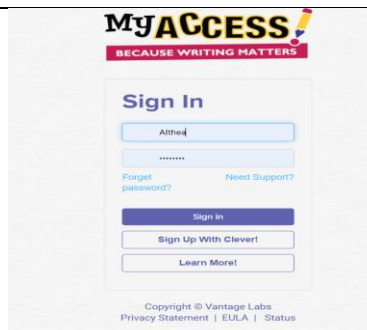 MYACCESS!
BECAUSE WRITING MATTERS
Sign In
Althea
••••••••
Forget password? Need Support?
Sign in
Sign Up With Clever!
Learn More!
Copyright © Vantage Labs
Privacy Statement | EULA | Status